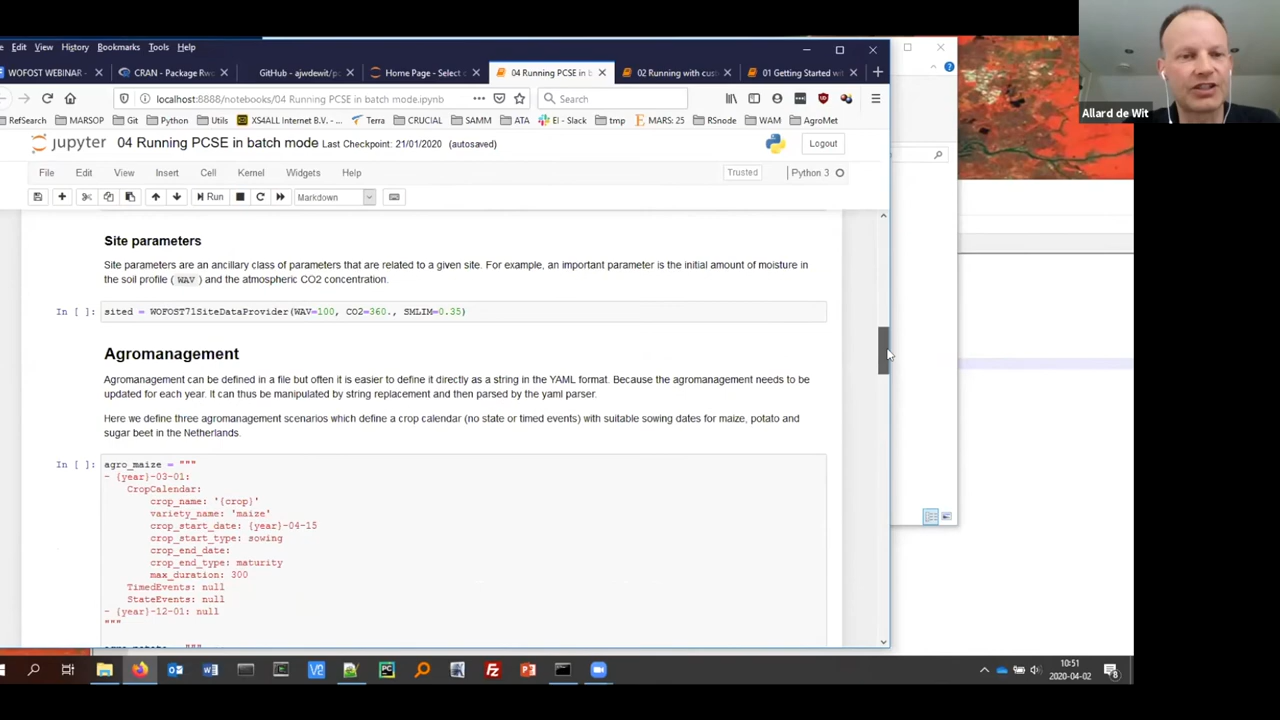 Edit View History Bookmarks Tools Help
WOFOST WEBINAR - CRAN - Package Rw GitHub - ajwdewit/ Home Page - Select 04 Running PCSE in b 02 Running with cus 01 Getting Started wi
localhost:8888/notebooks/04 Running PCSE in batch mode.ipynb Search
RefSearch MARSOP Git Python Utils XS4ALL Internet B.V. - Terra CRUCIAL SAMM ATA EI - Slack tmp MARS: 25 RSnode WAM AgroMet
Allard de Wit
jupyter 04 Running PCSE in batch mode Last Checkpoint: 21/01/2020 (autosaved) Logout
File Edit View Insert Cell Kernel Widgets Help Trusted Python 3
Run Markdown
Site parameters
Site parameters are an ancillary class of parameters that are related to a given site. For example, an important parameter is the initial amount of moisture in
the soil profile ( WAV ) and the atmospheric CO2 concentration.
In [ ]: sited = WOFOST71SiteDataProvider(WAV=100, CO2=360., SMLIM=0.35)
Agromanagement
Agromanagement can be defined in a file but often it is easier to define it directly as a string in the YAML format. Because the agromanagement needs to be
updated for each year. It can thus be manipulated by string replacement and then parsed by the yaml parser.
Here we define three agromanagement scenarios which define a crop calendar (no state or timed events) with suitable sowing dates for maize, potato and
sugar beet in the Netherlands.
In [ ]: agro_maize = """
- {year}-03-01:
CropCalendar:
crop_name: '{crop}'
variety_name: 'maize'
crop_start_date: {year}-04-15
crop_start_type: sowing
crop_end_date:
crop_end_type: maturity
max_duration: 300
TimedEvents: null
StateEvents: null
- {year}-12-01: null
"""
10:51
2020-04-02
8